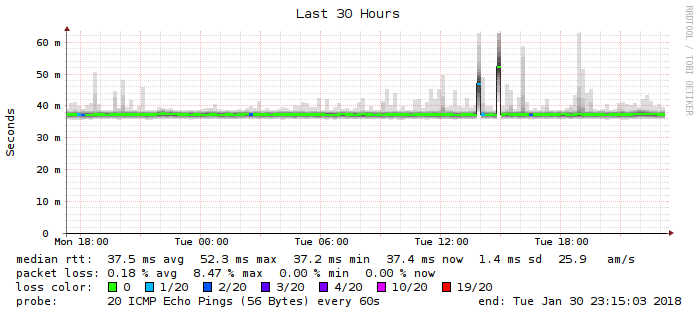 Last 30 Hours
RRDTOOL / TOBI OETIKER
Seconds
60 m
50 m
40 m
30 m
20 m
10 m
0
Mon 18:00 Tue 00:00 Tue 06:00 Tue 12:00 Tue 18:00
median rtt: 37.5 ms avg 52.3 ms max 37.2 ms min 37.4 ms now 1.4 ms sd 25.9 am/s
packet loss: 0.18 % avg 8.47 % max 0.00 % min 0.00 % now
loss color: 0 1/20 2/20 3/20 4/20 10/20 19/20
probe: 20 ICMP Echo Pings (56 Bytes) every 60s end: Tue Jan 30 23:15:03 2018